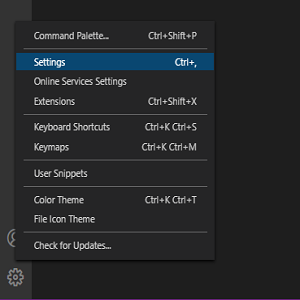 Command Palette... Ctrl+Shift+P
Settings Ctrl+,
Online Services Settings
Extensions Ctrl+Shift+X
Keyboard Shortcuts Ctrl+K Ctrl+S
Keymaps Ctrl+K Ctrl+M
User Snippets
Color Theme Ctrl+K Ctrl+T
File Icon Theme
Check for Updates...